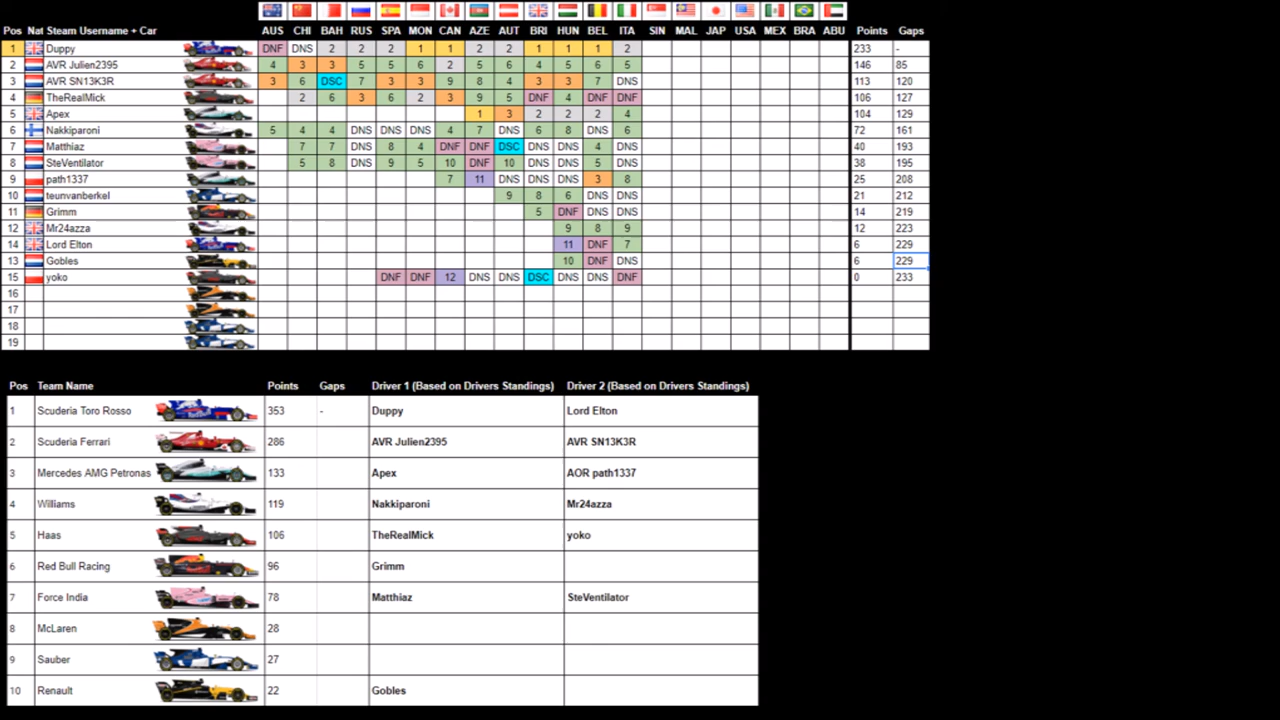 AUS CHI BAH RUS SPA MON CAN AZE AUT BRI HUN BEL ITA SIN MAL JAP USA MEX BRA ABU
Pos Nat Steam Username + Car Points Gaps
1 Duppy DNF DNS 2 2 2 1 1 2 2 1 1 1 2 233 -
2 AVR Julien2395 4 3 3 5 5 6 2 5 6 4 5 6 5 146 85
3 AVR SN13K3R 3 6 DSC 7 3 3 9 8 4 3 3 7 DNS 113 120
4 TheRealMick 2 6 3 6 2 3 9 5 DNF 4 DNF DNF 106 127
5 Apex 1 3 2 2 2 4 104 129
6 Nakkiparoni 5 4 4 DNS DNS DNS 4 7 DNS 6 8 DNS 6 72 161
7 Matthiaz 7 7 DNS 8 4 DNF DNF DSC DNS DNS 4 DNS 40 193
8 SteVentilator 5 8 DNS 9 5 10 DNF 10 DNS DNS 5 DNS 38 195
9 path1337 7 11 DNS DNS DNS 3 8 25 208
10 teunvanberkel 9 8 6 DNS DNS 21 212
11 Grimm 5 DNF DNS DNS 14 219
12 Mr24azza 9 8 9 12 223
14 Lord Elton 11 DNF 7 6 229
13 Gobles 10 DNF DNS 6 229
15 yoko DNF DNF 12 DNS DNS DSC DNS DNS DNF 0 233
16
17
18
19
Pos Team Name Points Gaps Driver 1 (Based on Drivers Standings) Driver 2 (Based on Drivers Standings)
1 Scuderia Toro Rosso 353 - Duppy Lord Elton
2 Scuderia Ferrari 286 AVR Julien2395 AVR SN13K3R
3 Mercedes AMG Petronas 133 Apex AOR path1337
4 Williams 119 Nakkiparoni Mr24azza
5 Haas 106 TheRealMick yoko
6 Red Bull Racing 96 Grimm
7 Force India 78 Matthiaz SteVentilator
8 McLaren 28
9 Sauber 27
10 Renault 22 Gobles